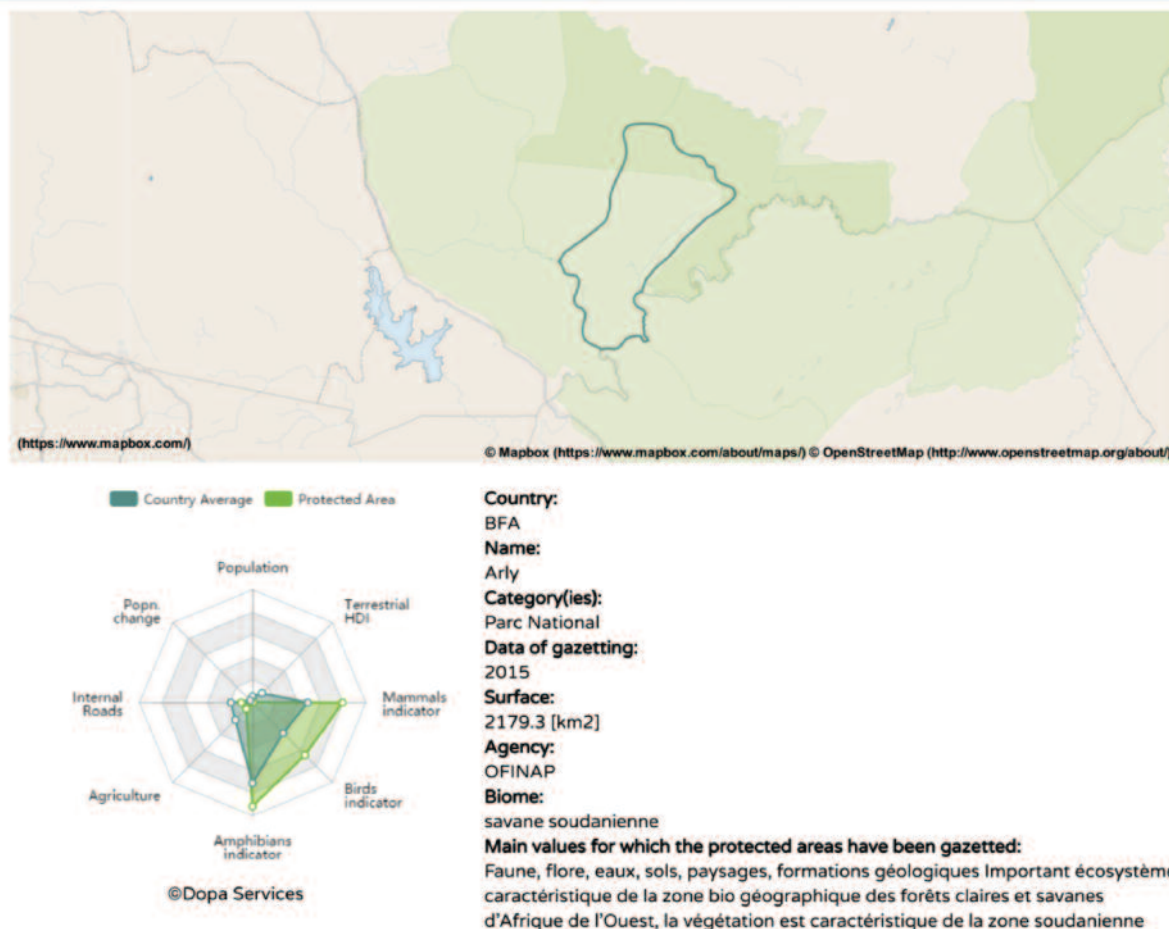 (https://www.mapbox.com/)
© Mapbox (https://www.mapbox.com/about/maps/) © OpenStreetMap (http://www.openstreetmap.org/about/)
Country Average Protected Area
Population
Popn. change
Terrestrial HDI
Internal Roads
Mammals indicator
Agriculture
Birds indicator
Amphibians indicator
©Dopa Services
Country:
BFA
Name:
Arly
Category(ies):
Parc National
Data of gazetting:
2015
Surface:
2179.3 [km2]
Agency:
OFINAP
Biome:
savane soudanienne
Main values for which the protected areas have been gazetted:
Faune, flore, eaux, sols, paysages, formations géologiques Important écosystème
caractéristique de la zone bio géographique des forêts claires et savanes
d'Afrique de l'Ouest, la végétation est caractéristique de la zone soudanienne